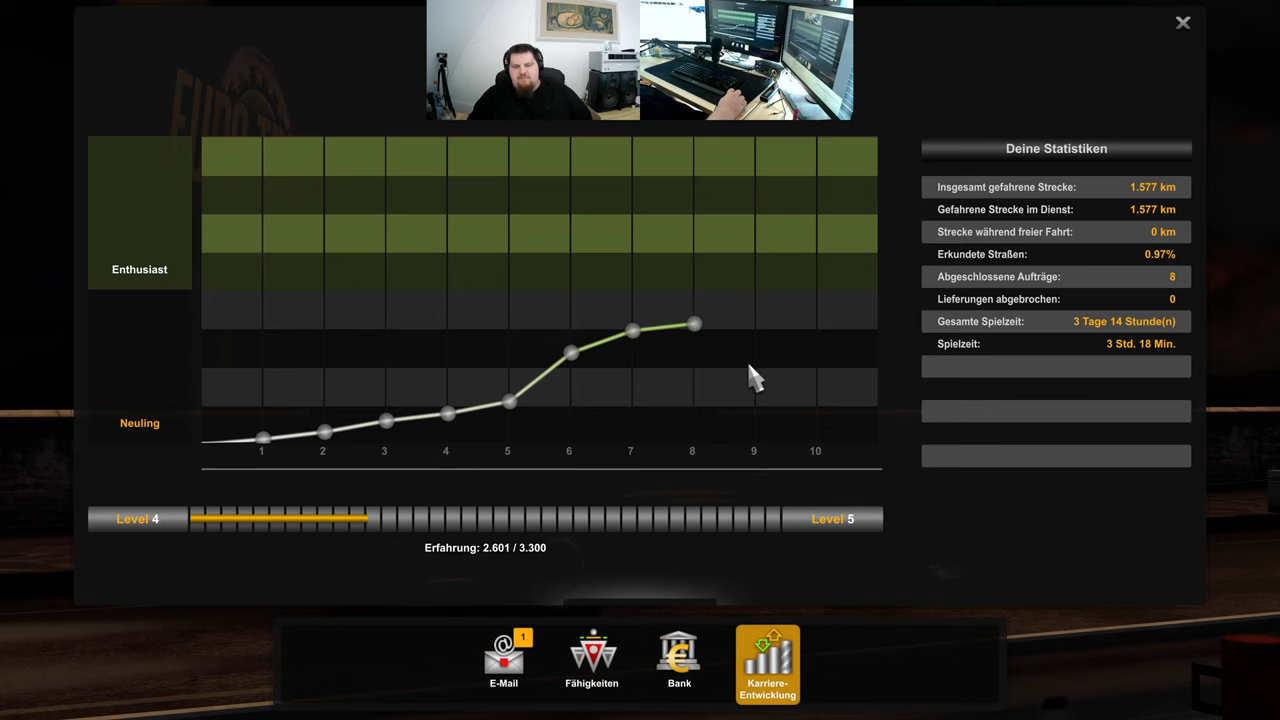 Deine Statistiken
Insgesamt gefahrene Strecke: 1.577 km
Gefahrene Strecke im Dienst: 1.577 km
Strecke während freier Fahrt: 0 km
Erkundete Straßen: 0.97%
Abgeschlossene Aufträge: 8
Lieferungen abgebrochen: 0
Gesamte Spielzeit: 3 Tage 14 Stunde(n)
Spielzeit: 3 Std. 18 Min.
Enthusiast
Neuling
1 2 3 4 5 6 7 8 9 10
Level 4
Level 5
Erfahrung: 2.601 / 3.300
1
E-Mail
Fähigkeiten
Bank
Karriere-
Entwicklung